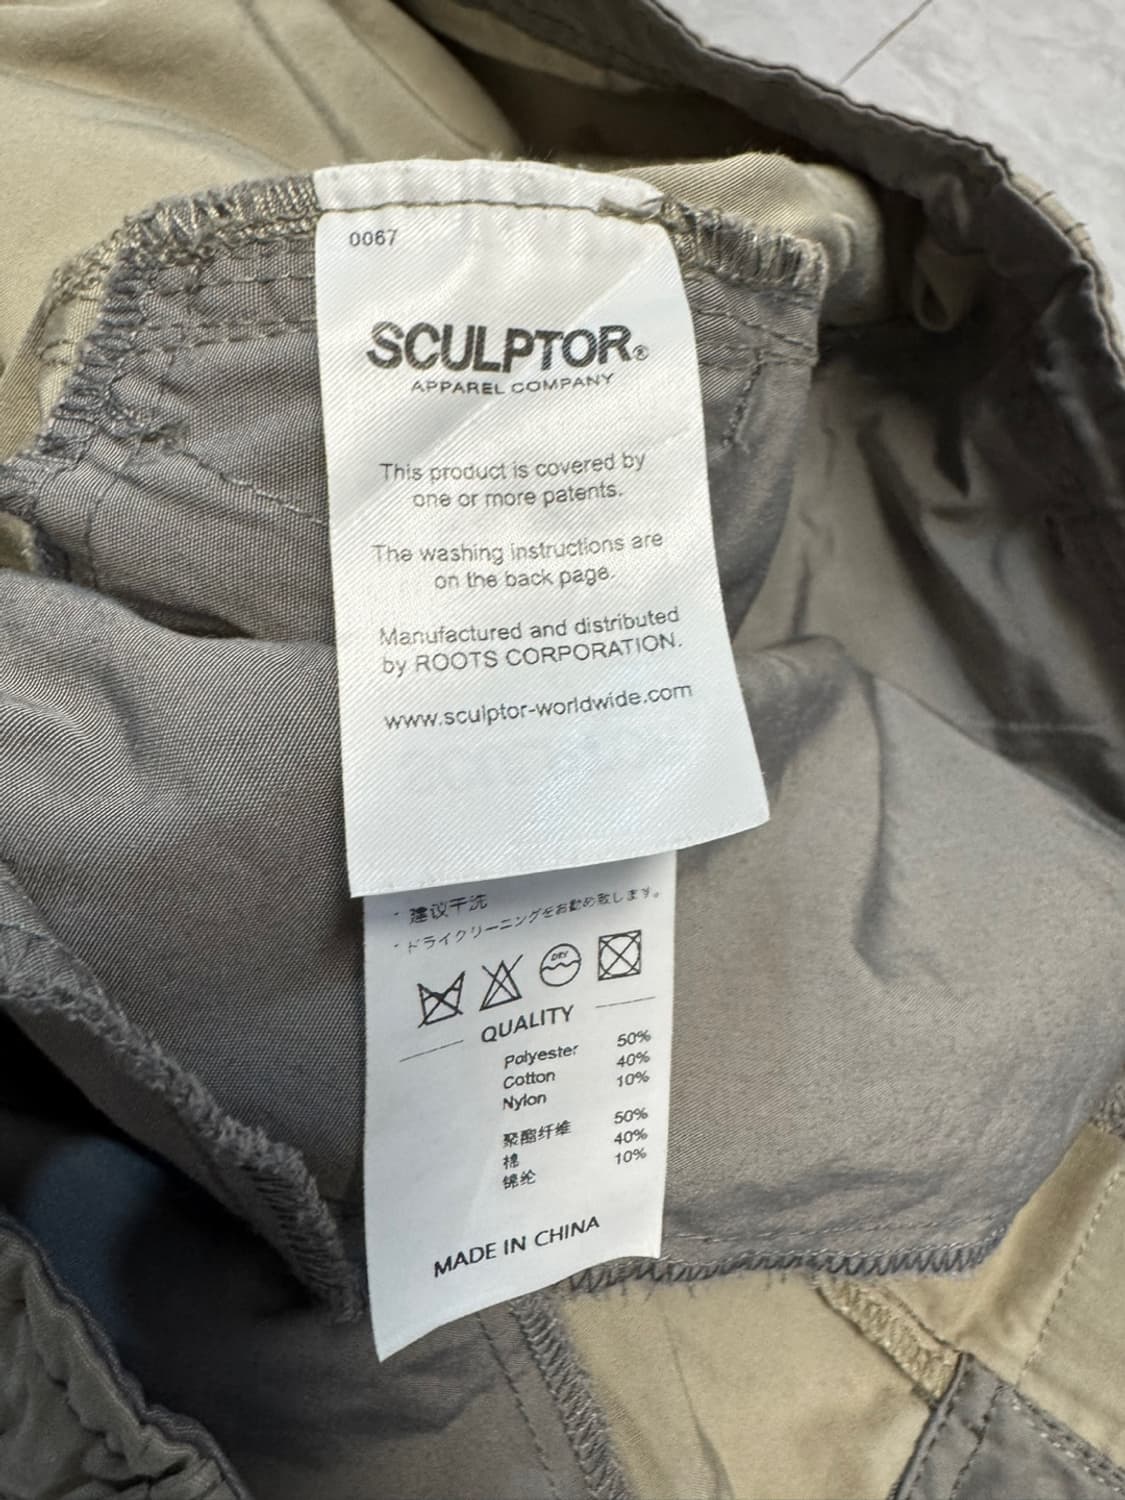 0067
SCULPTOR®
APPAREL COMPANY
This product is covered by
one or more patents.
The washing instructions are
on the back page.
Manufactured and distributed
by ROOTS CORPORATION.
www.sculptor-worldwide.com
· 建议干洗
· ドライクリーニングをお勧め致します。
DRY
QUALITY
Polyester 50%
Cotton 40%
Nylon 10%
聚酯纤维 50%
棉 40%
锦纶 10%
MADE IN CHINA